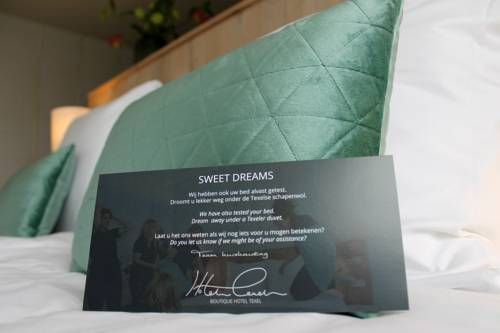 SWEET DREAMS
Wij hebben ook uw bed alvast getest.
Droomt u lekker weg onder de Texelse schapenwol.
We have also tested your bed.
Dream away under a Texeler duvet.
Laat u het ons weten als wij nog iets voor u mogen betekenen?
Do you let us know if we might be of your assistance?
Team huishouding
BOUTIQUE HOTEL TEXEL